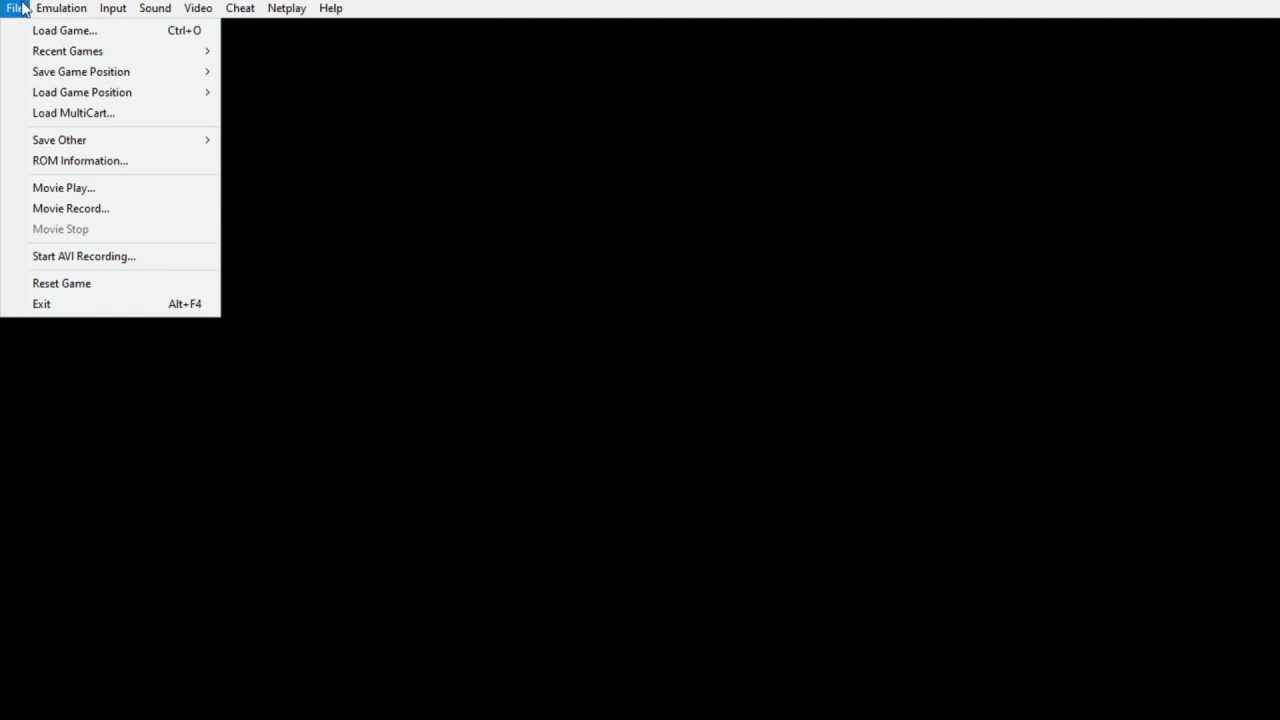 File Emulation Input Sound Video Cheat Netplay Help
Load Game... Ctrl+O
Recent Games
Save Game Position
Load Game Position
Load MultiCart...
Save Other
ROM Information...
Movie Play...
Movie Record...
Movie Stop
Start AVI Recording...
Reset Game
Exit Alt+F4